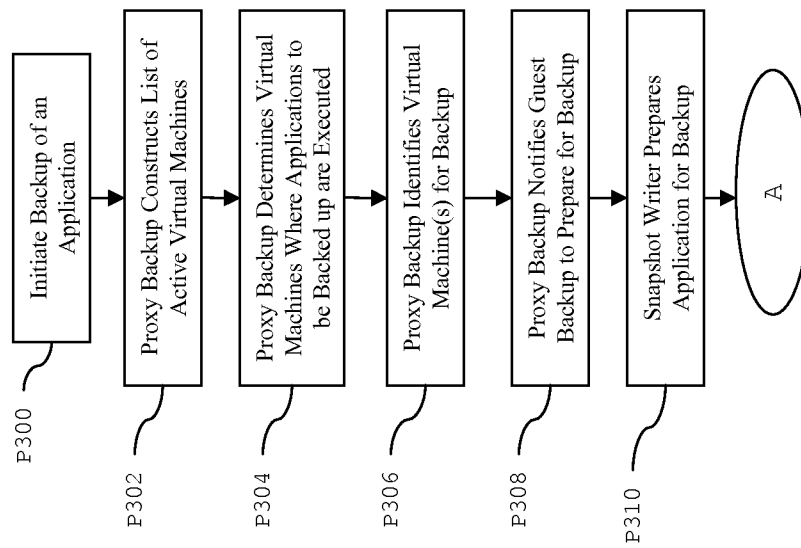 P300
Initiate Backup of an
Application
P302
Proxy Backup Constructs List of
Active Virtual Machines
P304
Proxy Backup Determines Virtual
Machines Where Applications to
be Backed up are Executed
P306
Proxy Backup Identifies Virtual
Machine(s) for Backup
P308
Proxy Backup Notifies Guest
Backup to Prepare for Backup
P310
Snapshot Writer Prepares
Application for Backup
A